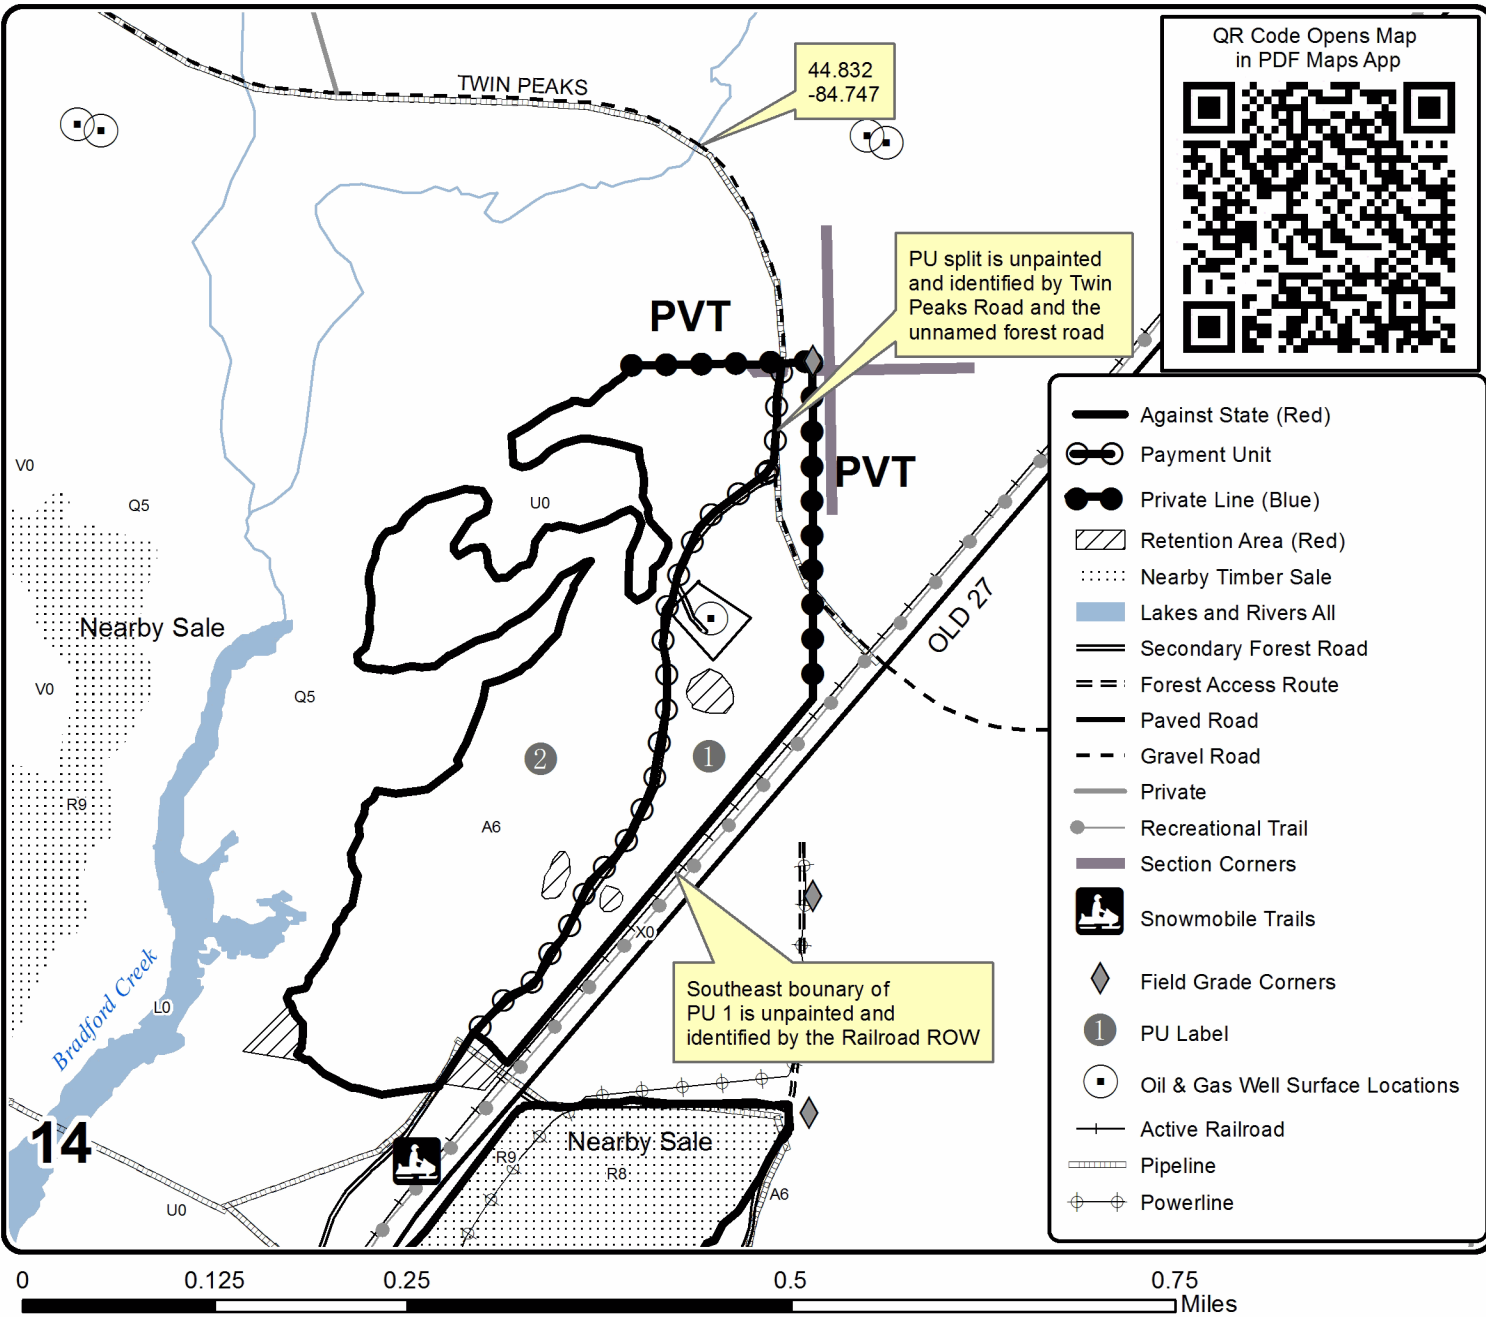 QR Code Opens Map
in PDF Maps App
TWIN PEAKS
44.832
-84.747
PU split is unpainted
and identified by Twin
Peaks Road and the
unnamed forest road
PVT
PVT
V0
Q5
U0
Nearby Sale
OLD 27
V0
Q5
2
1
R9
A6
X0
Bradford Creek
L0
Southeast bounary of
PU 1 is unpainted and
identified by the Railroad ROW
14
Nearby Sale
R9
R8
A6
U0
Against State (Red)
Payment Unit
Private Line (Blue)
Retention Area (Red)
Nearby Timber Sale
Lakes and Rivers All
Secondary Forest Road
Forest Access Route
Paved Road
Gravel Road
Private
Recreational Trail
Section Corners
Snowmobile Trails
Field Grade Corners
1 PU Label
Oil & Gas Well Surface Locations
Active Railroad
Pipeline
Powerline
0 0.125 0.25 0.5 0.75
Miles